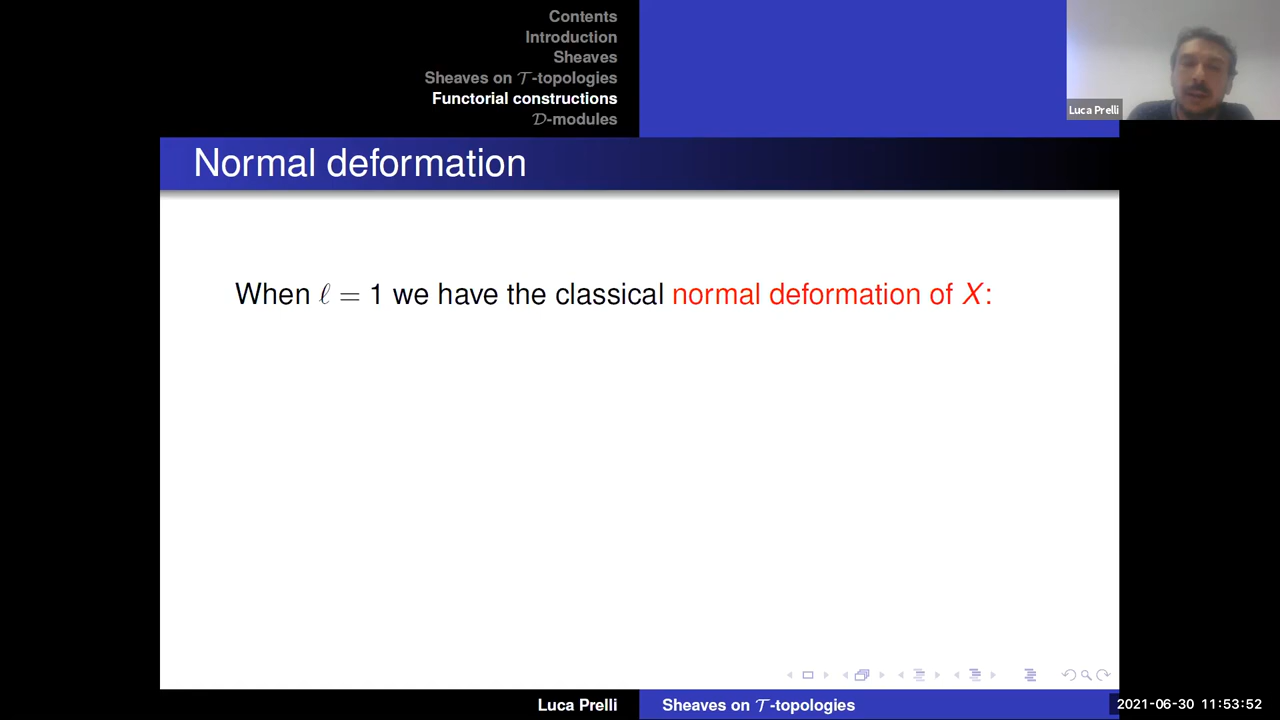 Contents
Introduction
Sheaves
Sheaves on 𝒯-topologies
Functorial constructions
𝒟-modules
Luca Prelli
Normal deformation
When ℓ = 1 we have the classical normal deformation of X:
Luca Prelli
Sheaves on 𝒯-topologies
2021-06-30 11:53:52